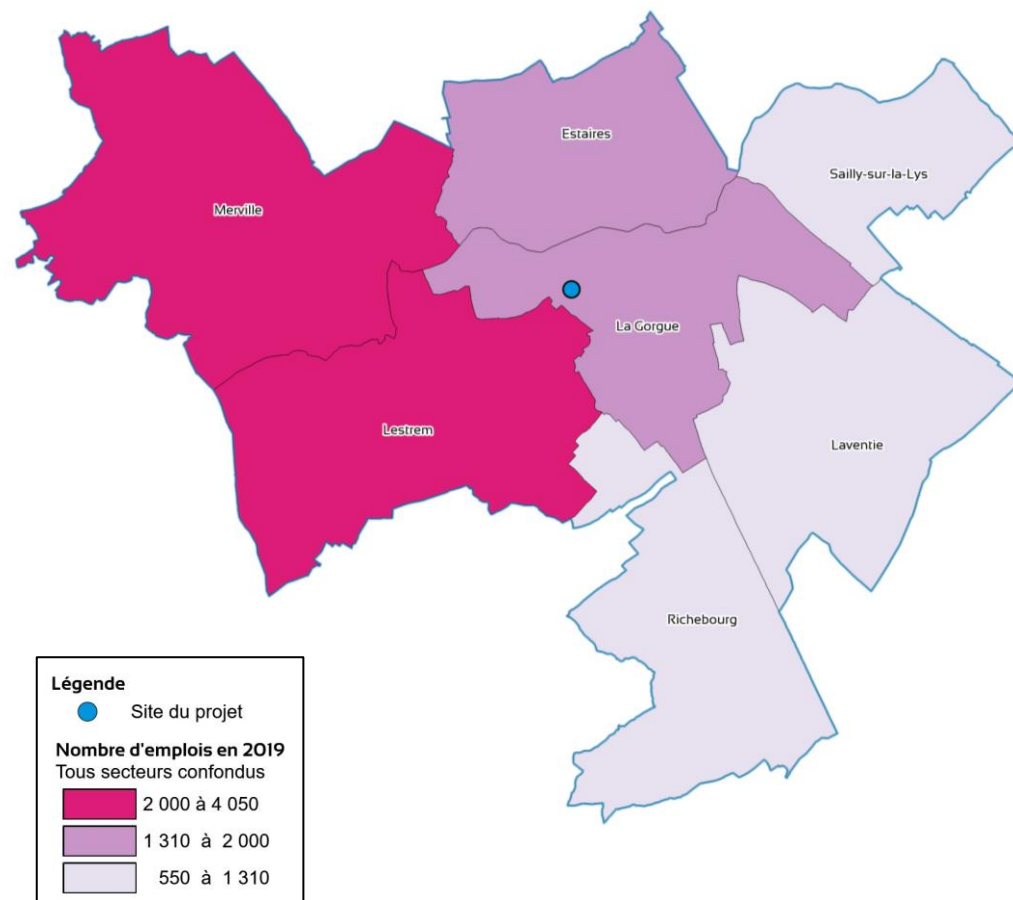 Estaires
Sailly-sur-la-Lys
Merville
La Gorgue
Lestrem
Laventie
Richebourg
Légende
Site du projet
Nombre d'emplois en 2019
Tous secteurs confondus
2 000 à 4 050
1 310 à 2 000
550 à 1 310